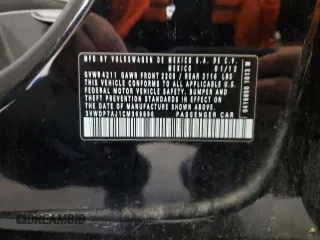 MFD BY VOLKSWAGEN DE MEXICO S.A. DE C.V.
MEXICO 01/12
GVWR 4211 GAWR FRONT 2205 / REAR 2116 LBS
THIS VEHICLE CONFORMS TO ALL APPLICABLE U.S.
FEDERAL MOTOR VEHICLE SAFETY, BUMPER AND
THEFT PREVENTION STANDARDS IN EFFECT ON THE
DATE OF MANUFACTURE SHOWN ABOVE.
PASSENGER CAR
DREAMBID